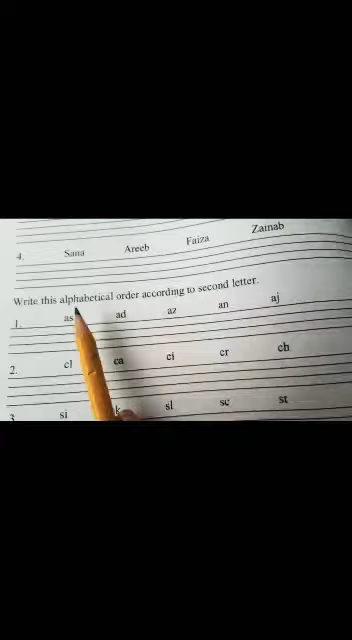 4. Sana Areeb Faiza Zainab
Write this alphabetical order according to second letter.
1. as ad az an aj
2. cl ca ci cr ch
3 si k sl sc st